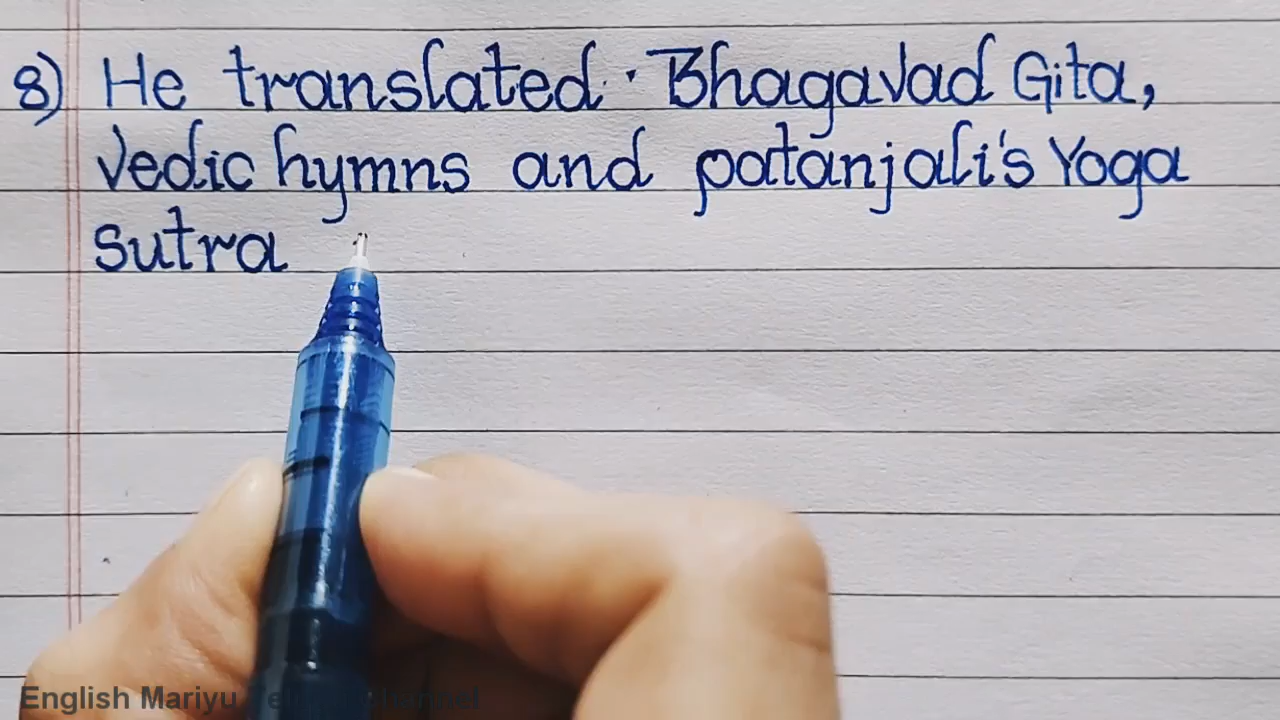 8) He translated. Bhagavad Gita,
Vedic hymns and patanjali's Yoga
sutra
English Mariyu